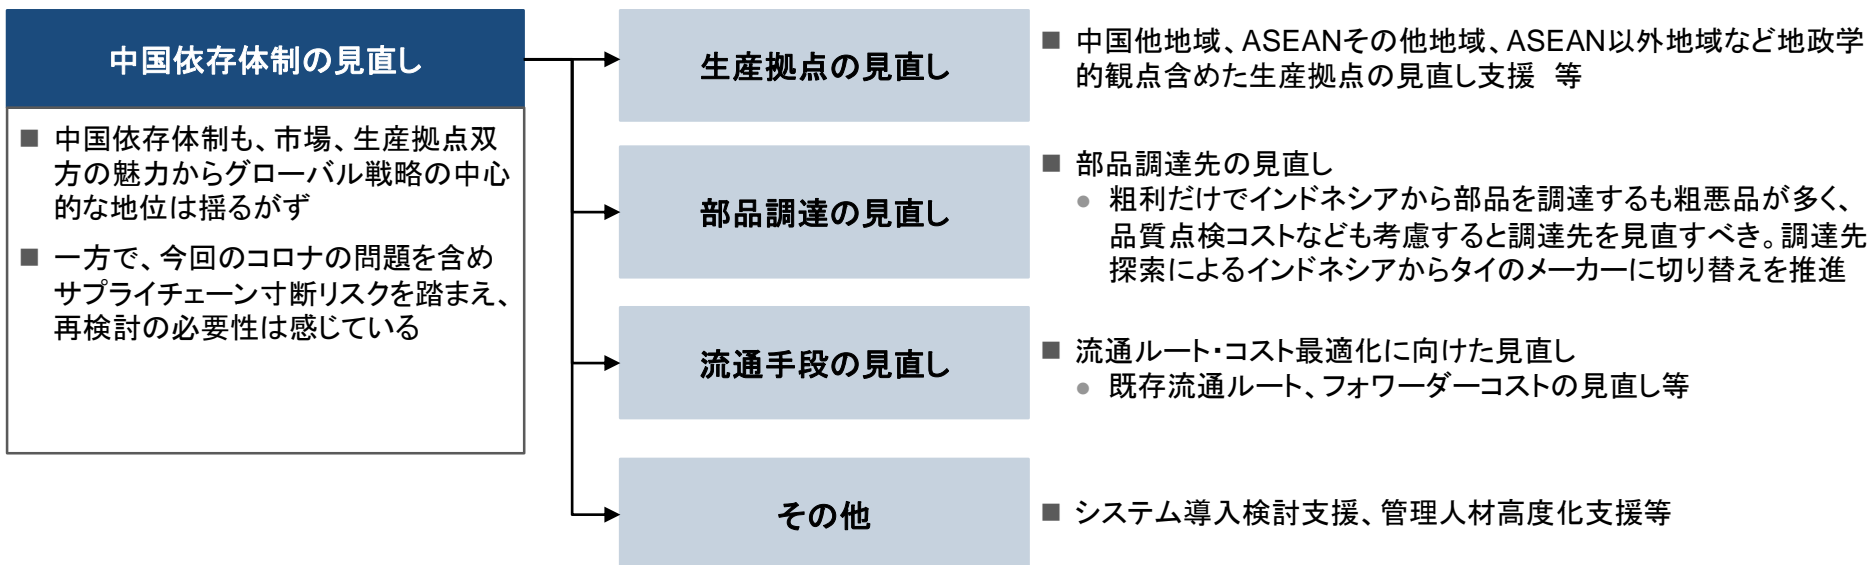 中国依存体制の見直し
■ 中国依存体制も、市場、生産拠点双
方の魅力からグローバル戦略の中心
的な地位は揺るがず
■ 一方で、今回のコロナの問題を含め
サプライチェーン寸断リスクを踏まえ、
再検討の必要性は感じている
生産拠点の見直し
■ 中国他地域、ASEANその他地域、ASEAN以外地域など地政学
的観点含めた生産拠点の見直し支援 等
部品調達の見直し
■ 部品調達先の見直し
● 粗利だけでインドネシアから部品を調達するも粗悪品が多く、
品質点検コストなども考慮すると調達先を見直すべき。調達先
探索によるインドネシアからタイのメーカーに切り替えを推進
流通手段の見直し
■ 流通ルート・コスト最適化に向けた見直し
● 既存流通ルート、フォワーダーコストの見直し等
その他
■ システム導入検討支援、管理人材高度化支援等